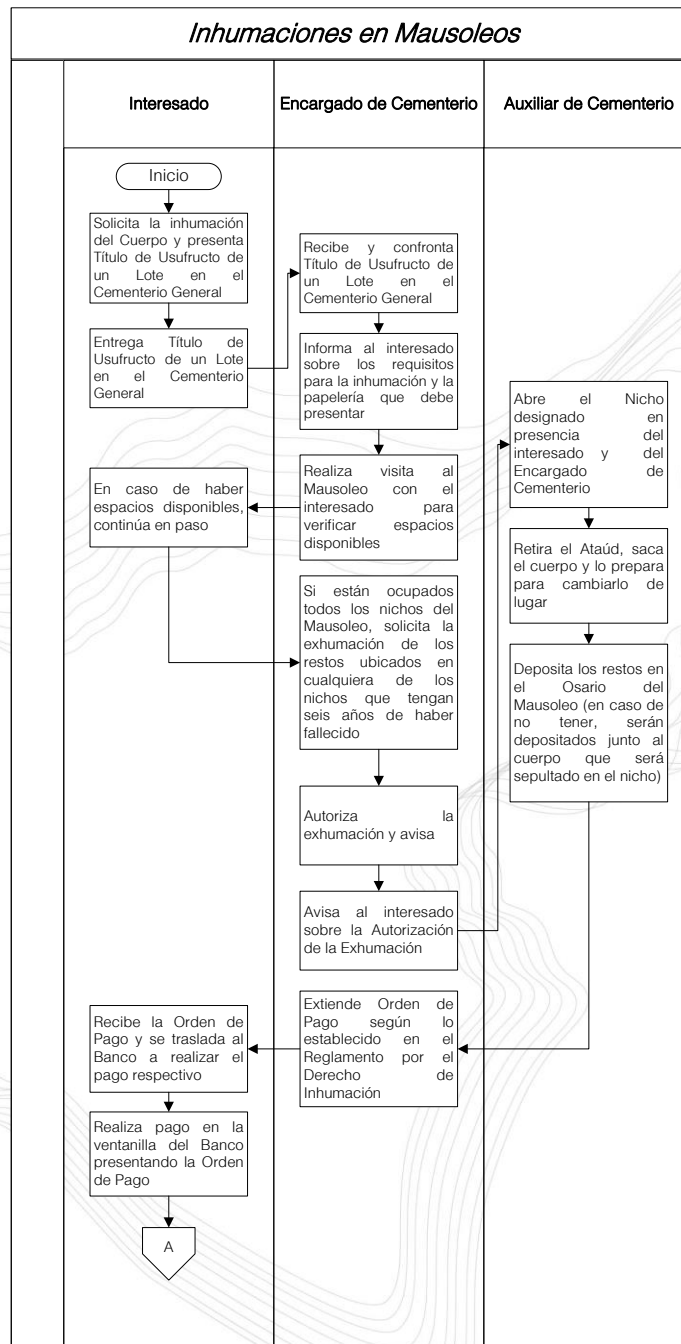 Inhumaciones en Mausoleos
Interesado
Encargado de Cementerio
Auxiliar de Cementerio
Inicio
Solicita la inhumación
del Cuerpo y presenta
Título de Usufructo de
un Lote en el
Cementerio General
Entrega Título de
Usufructo de un Lote
en el Cementerio
General
Recibe y confronta
Título de Usufructo de
un Lote en el
Cementerio General
Informa al interesado
sobre los requisitos
para la inhumación y la
papelería que debe
presentar
Realiza visita al
Mausoleo con el
interesado para
verificar espacios
disponibles
En caso de haber
espacios disponibles,
continúa en paso
Si están ocupados
todos los nichos del
Mausoleo, solicita la
exhumación de los
restos ubicados en
cualquiera de los
nichos que tengan
seis años de haber
fallecido
Autoriza la
exhumación y avisa
Avisa al interesado
sobre la Autorización
de la Exhumación
Abre el Nicho
designado en
presencia del
interesado y del
Encargado de
Cementerio
Retira el Ataúd, saca
el cuerpo y lo prepara
para cambiarlo de
lugar
Deposita los restos en
el Osario del
Mausoleo (en caso de
no tener, serán
depositados junto al
cuerpo que será
sepultado en el nicho)
Extiende Orden de
Pago según lo
establecido en el
Reglamento por el
Derecho de
Inhumación
Recibe la Orden de
Pago y se traslada al
Banco a realizar el
pago respectivo
Realiza pago en la
ventanilla del Banco
presentando la Orden
de Pago
A